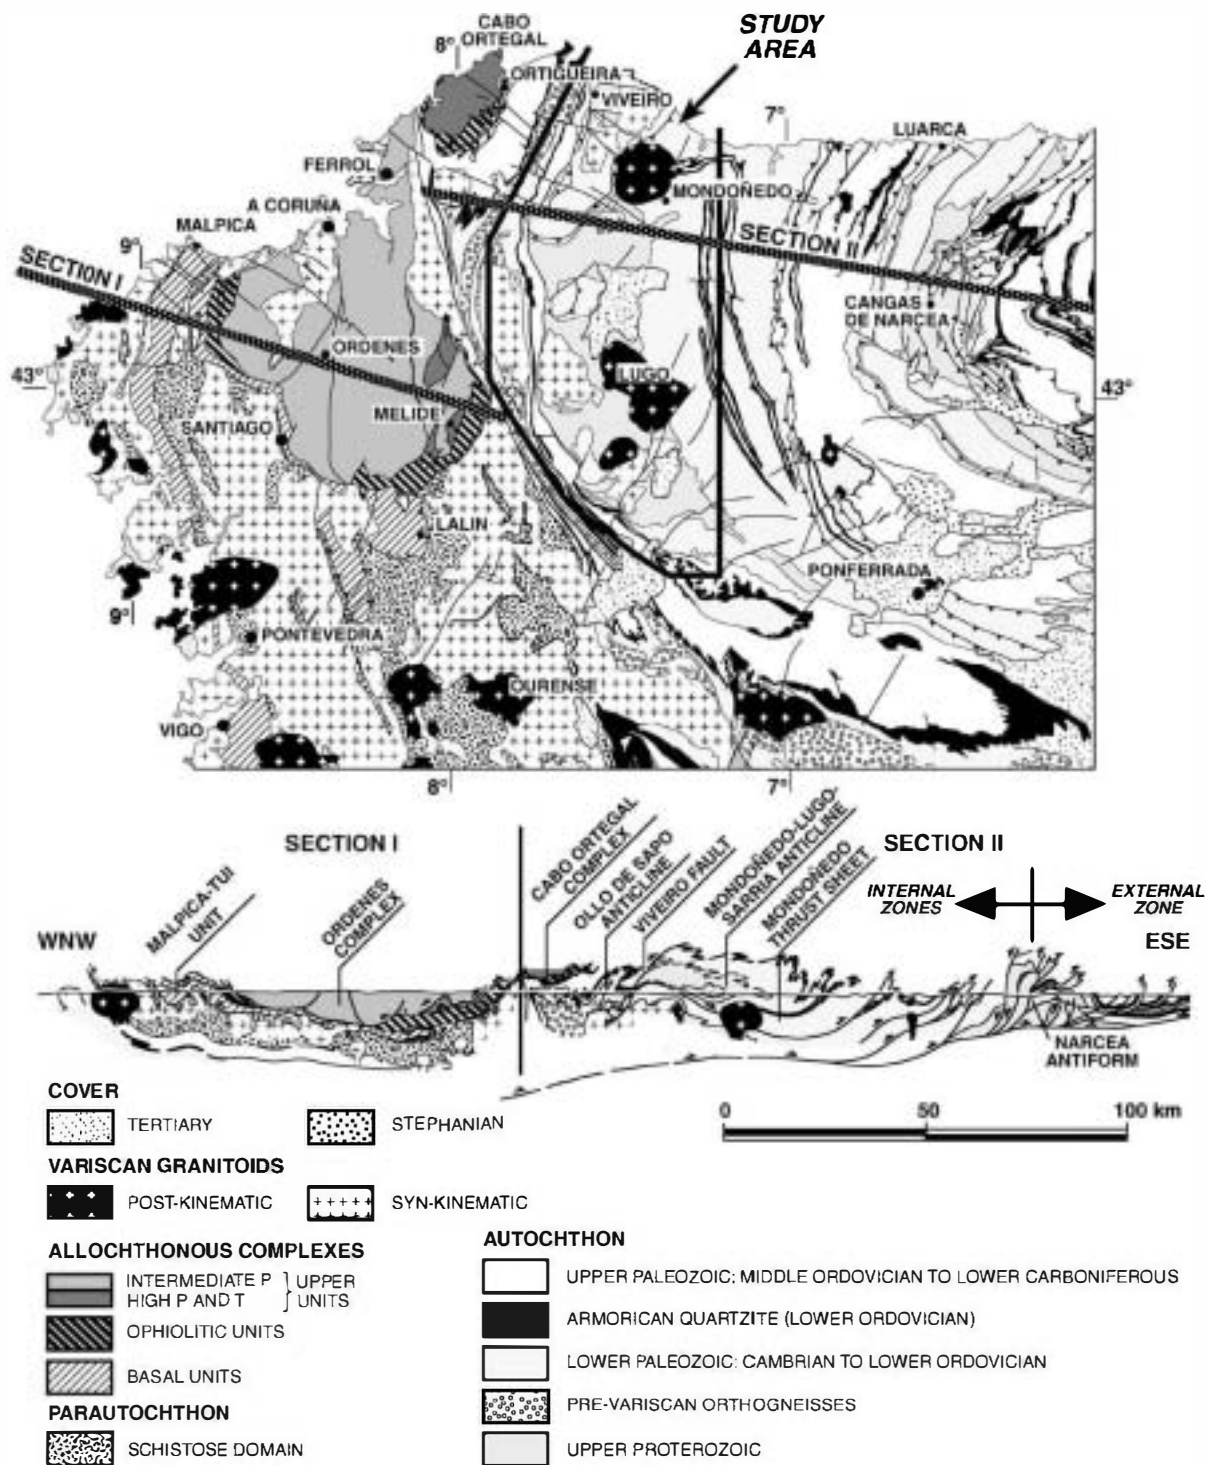 CABO
ORTEGAL
8°
STUDY
AREA
ORTIGUEIRA
VIVEIRO
7°
LUARCA
FERROL
MONDOÑEDO
A CORUÑA
MALPICA
9°
SECTION I
SECTION II
CANGAS
DE NARCEA
ORDENES
LUGO
43°
43°
MELIDE
SANTIAGO
LALIN
PONFERRADA
9°
PONTEVEDRA
OURENSE
VIGO
8°
7°
SECTION I
SECTION II
MALPICA-TUI
UNIT
ORDENES
COMPLEX
CABO ORTEGAL
COMPLEX
OLLO DE SAPO
ANTICLINE
VIVEIRO FAULT
MONDOÑEDO-LUGO-
SARRIA ANTICLINE
MONDOÑEDO
THRUST SHEET
INTERNAL
ZONES
EXTERNAL
ZONE
WNW
ESE
NARCEA
ANTIFORM
COVER
TERTIARY
STEPHANIAN
0 50 100 km
VARISCAN GRANITOIDS
POST-KINEMATIC
SYN-KINEMATIC
ALLOCHTHONOUS COMPLEXES
INTERMEDIATE P
HIGH P AND T
UPPER
UNITS
OPHIOLITIC UNITS
BASAL UNITS
PARAUTOCHTHON
SCHISTOSE DOMAIN
AUTOCHTHON
UPPER PALEOZOIC: MIDDLE ORDOVICIAN TO LOWER CARBONIFEROUS
ARMORICAN QUARTZITE (LOWER ORDOVICIAN)
LOWER PALEOZOIC: CAMBRIAN TO LOWER ORDOVICIAN
PRE-VARISCAN ORTHOGNEISSES
UPPER PROTEROZOIC